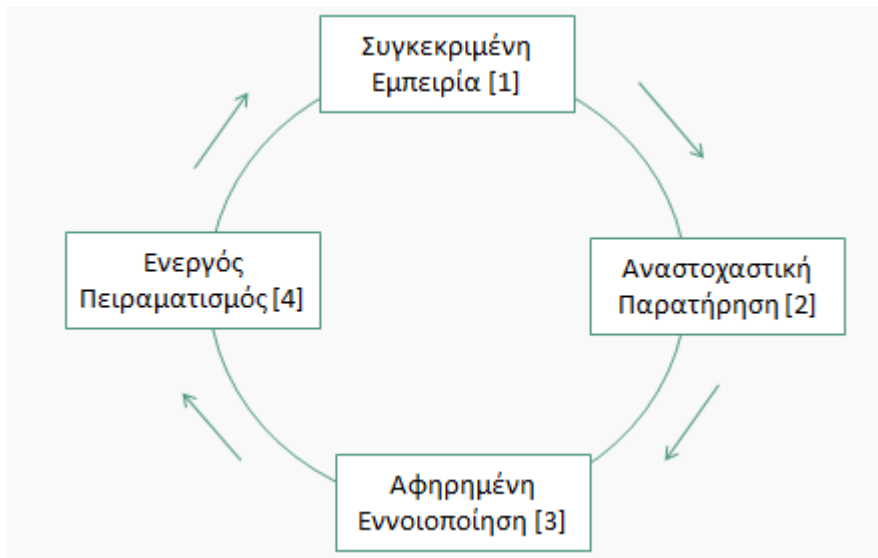 Συγκεκριμένη
Εμπειρία [1]
Αναστοχαστική
Παρατήρηση [2]
Αφηρημένη
Εννοιοποίηση [3]
Ενεργός
Πειραματισμός [4]